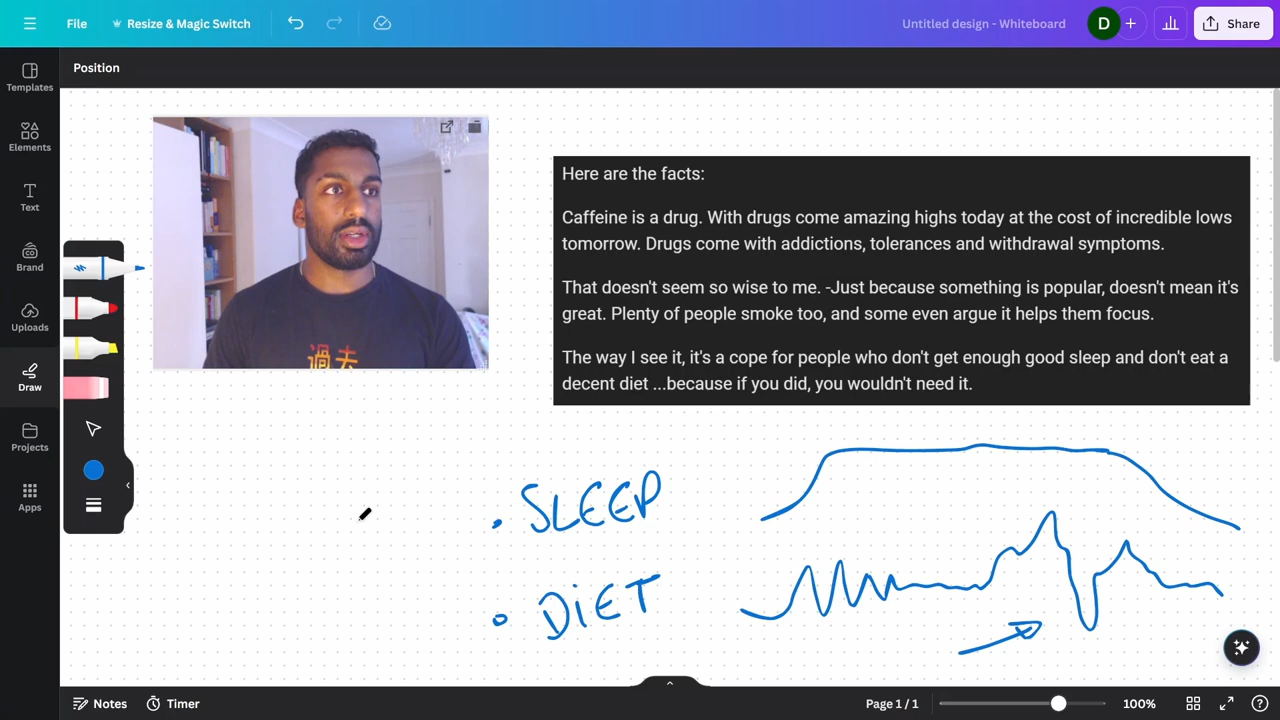 File
Resize & Magic Switch
Untitled design - Whiteboard
D
Share
Position
Templates
Elements
Text
Brand
Uploads
Draw
Projects
Apps
過去
Here are the facts:
Caffeine is a drug. With drugs come amazing highs today at the cost of incredible lows
tomorrow. Drugs come with addictions, tolerances and withdrawal symptoms.
That doesn't seem so wise to me. -Just because something is popular, doesn't mean it's
great. Plenty of people smoke too, and some even argue it helps them focus.
The way I see it, it's a cope for people who don't get enough good sleep and don't eat a
decent diet ...because if you did, you wouldn't need it.
• SLEEP
• DiET
Notes
Timer
Page 1 / 1
100%